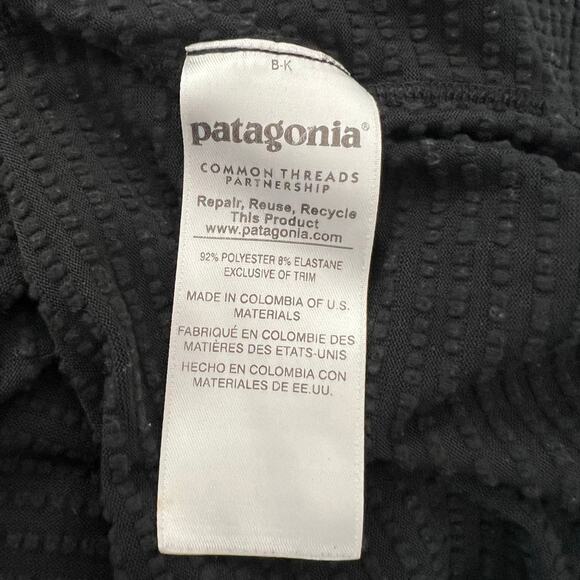 B-K
patagonia®
COMMON THREADS
PARTNERSHIP
Repair, Reuse, Recycle
This Product
www.patagonia.com
92% POLYESTER 8% ELASTANE
EXCLUSIVE OF TRIM
MADE IN COLOMBIA OF U.S.
MATERIALS
FABRIQUÉ EN COLOMBIE DES
MATIÈRES DES ETATS-UNIS
HECHO EN COLOMBIA CON
MATERIALES DE EE.UU.